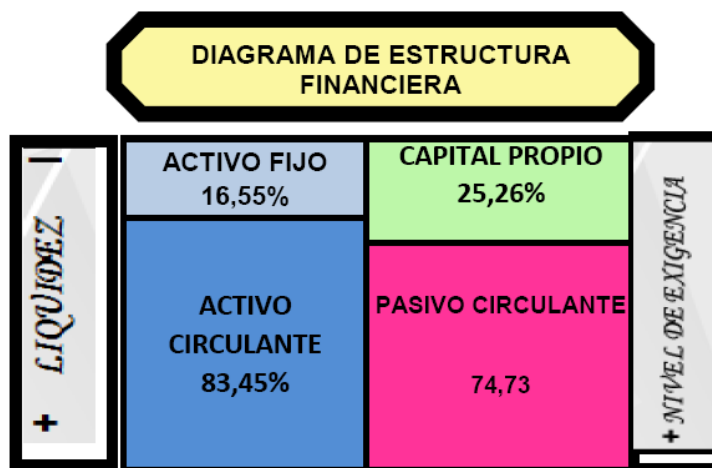 DIAGRAMA DE ESTRUCTURA
FINANCIERA
+ LIQUIDEZ –
ACTIVO FIJO
16,55%
ACTIVO
CIRCULANTE
83,45%
CAPITAL PROPIO
25,26%
PASIVO CIRCULANTE
74,73
+ NIVEL DE EXIGENCIA